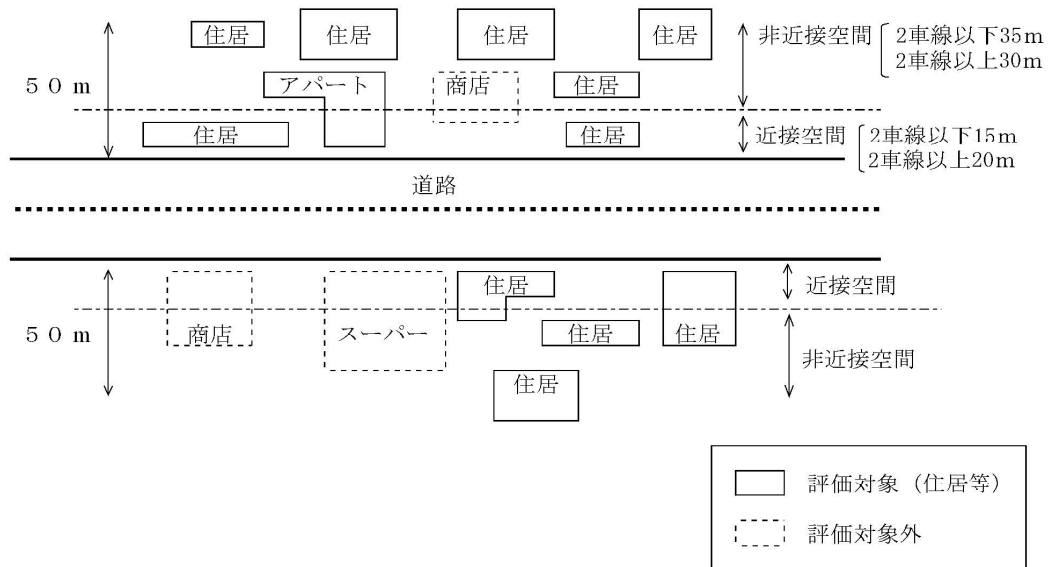 住居
住居
住居
住居
非近接空間
2車線以下35m
2車線以上30m
50m
アパート
商店
住居
住居
住居
近接空間
2車線以下15m
2車線以上20m
道路
住居
近接空間
50m
商店
スーパー
住居
住居
非近接空間
住居
評価対象(住居等)
評価対象外